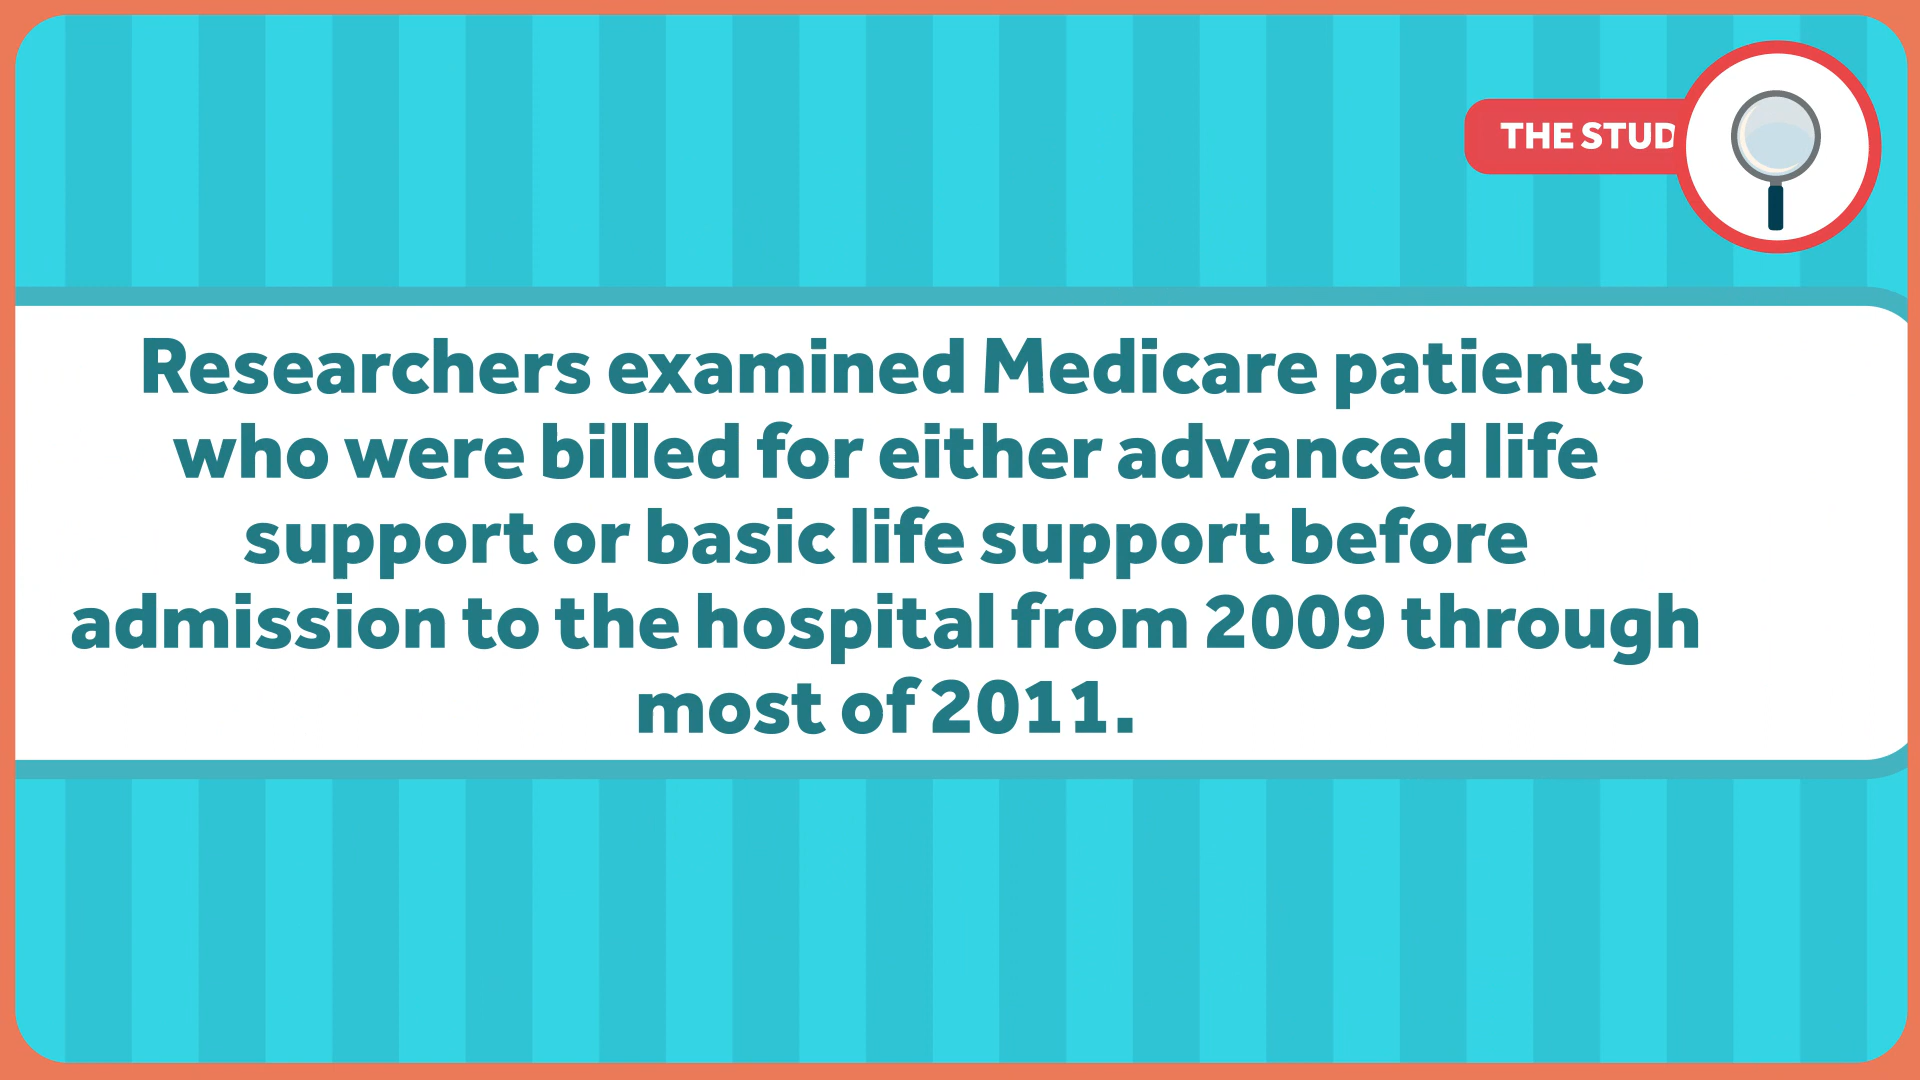 THE STUD
Researchers examined Medicare patients
who were billed for either advanced life
support or basic life support before
admission to the hospital from 2009 through
most of 2011.